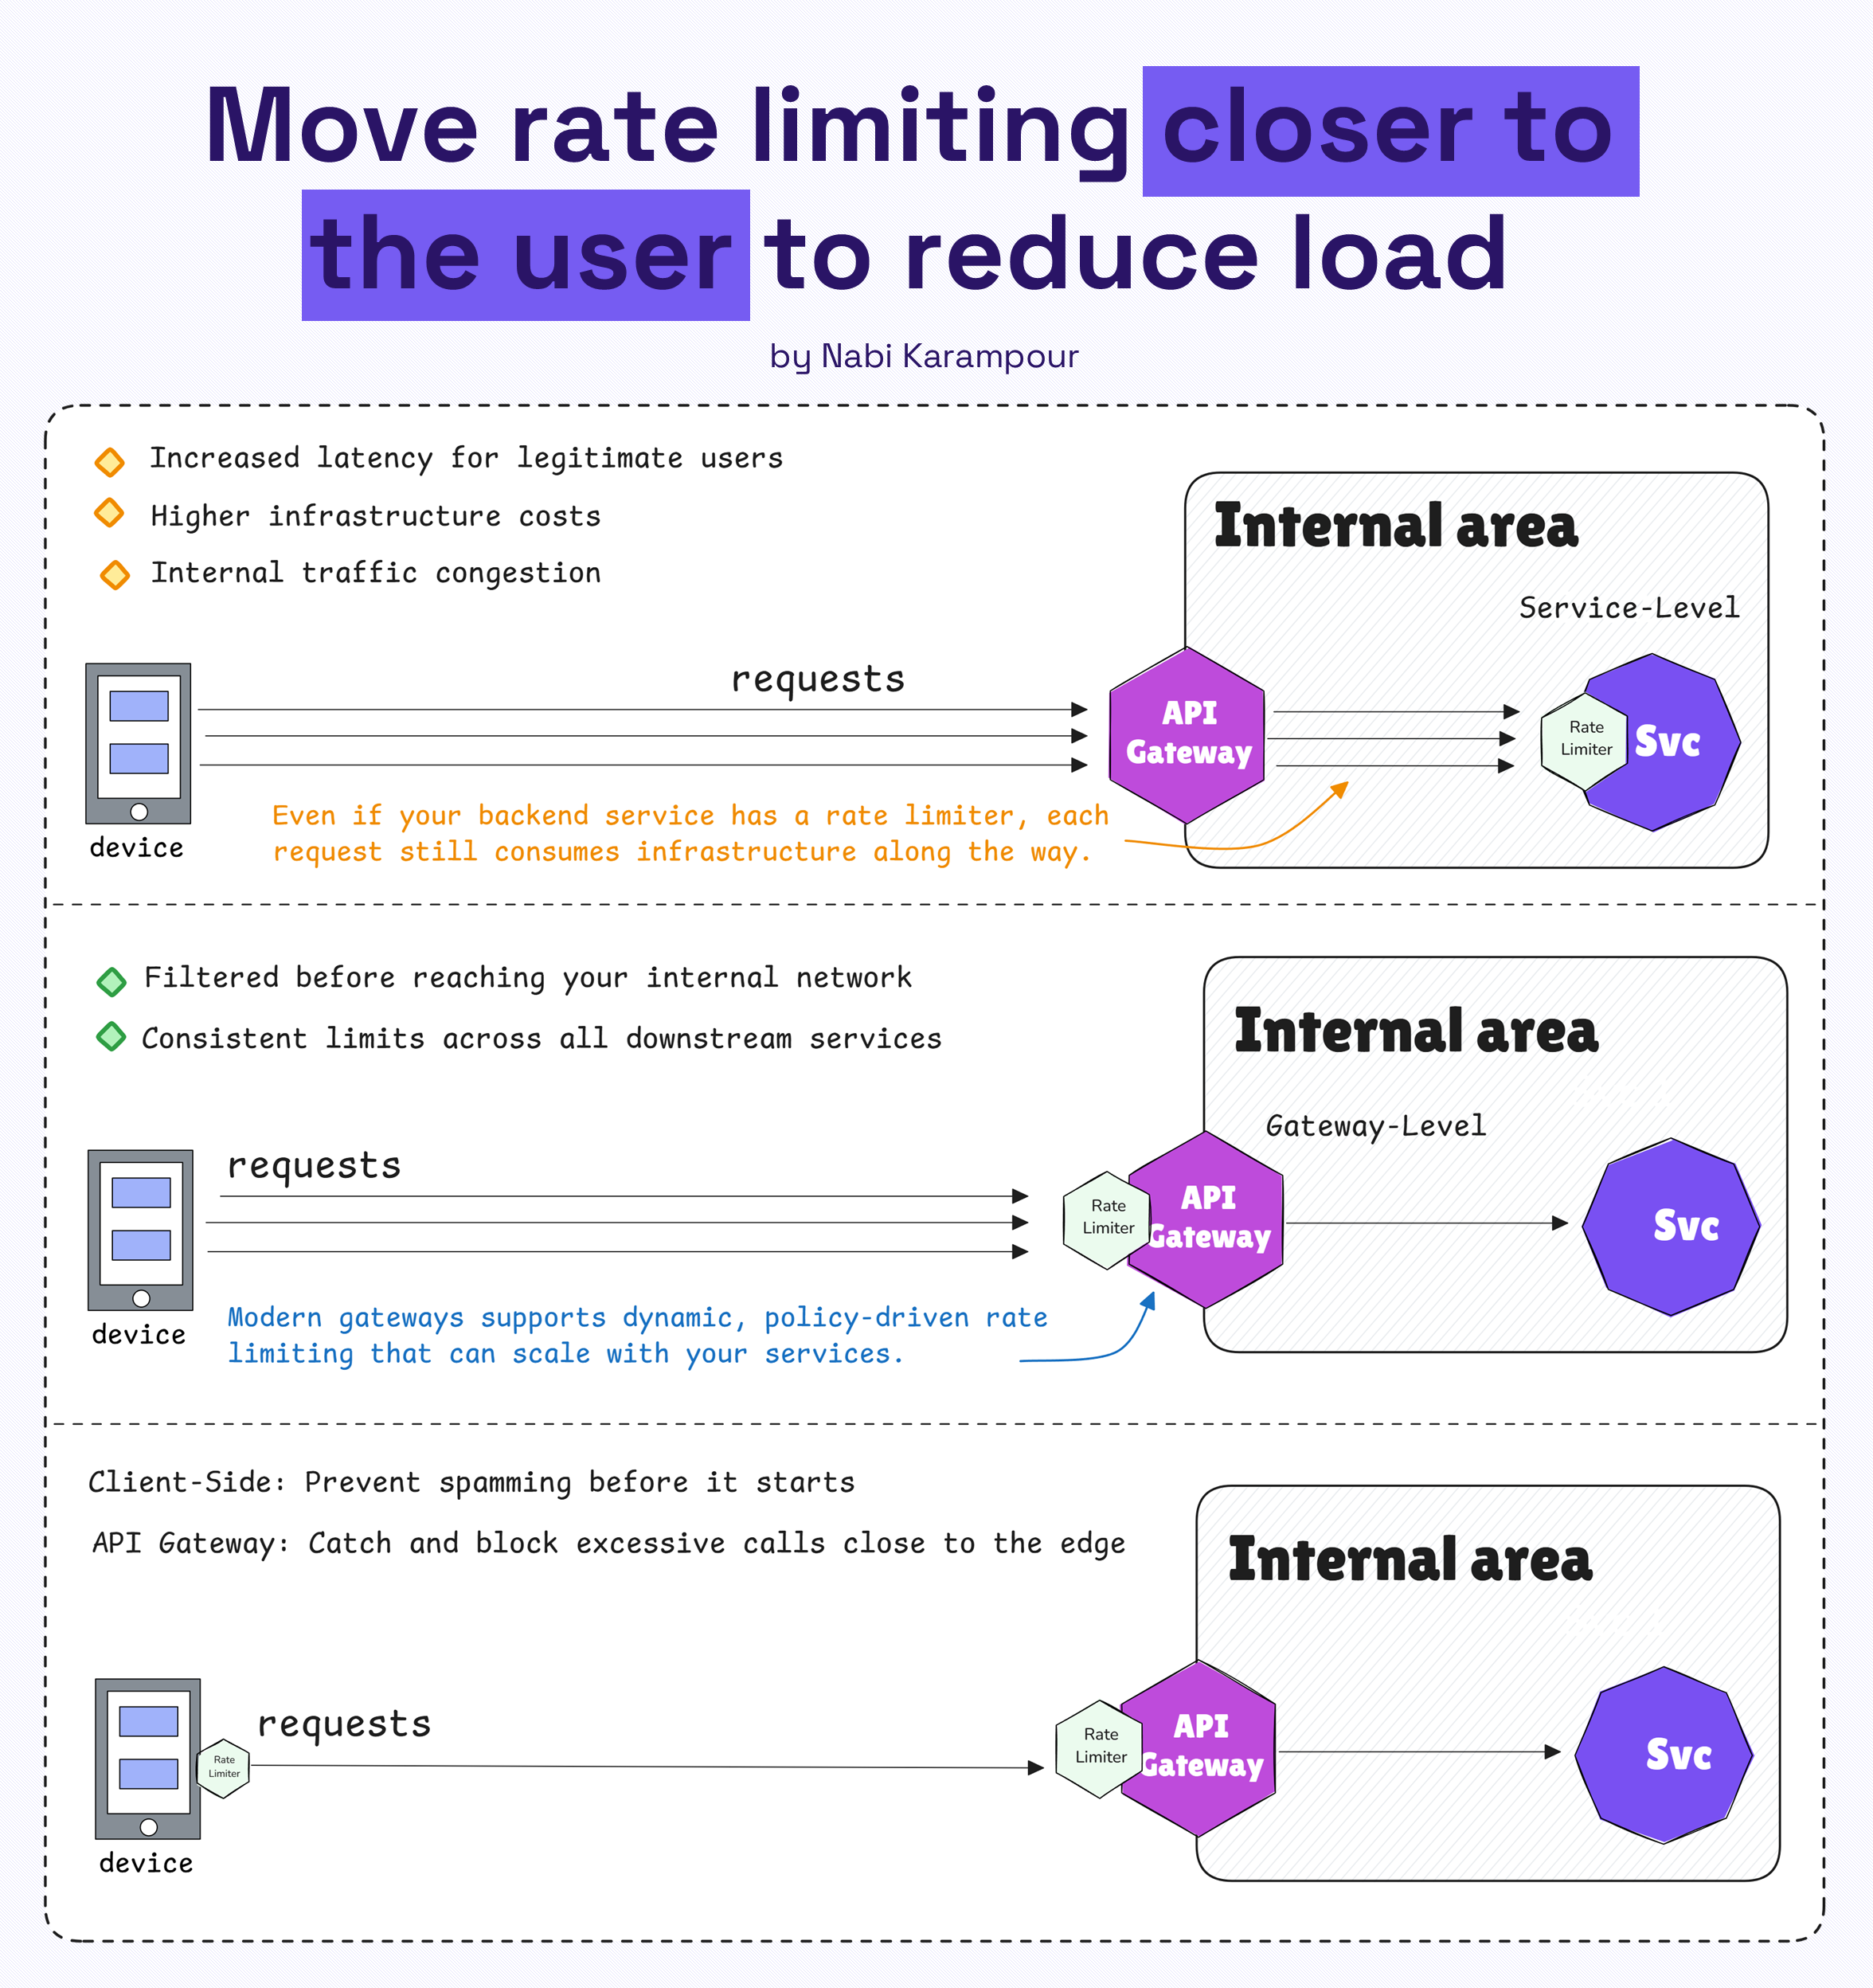 Move rate limiting closer to
the user to reduce load
by Nabi Karampour
Increased latency for legitimate users
Higher infrastructure costs
Internal traffic congestion
Internal area
Service-Level
requests
API
Gateway
Rate
Limiter
Svc
device
Even if your backend service has a rate limiter, each
request still consumes infrastructure along the way.
Filtered before reaching your internal network
Consistent limits across all downstream services
Internal area
Gateway-Level
requests
Rate
Limiter
API
Gateway
Svc
device
Modern gateways supports dynamic, policy-driven rate
limiting that can scale with your services.
Client-Side: Prevent spamming before it starts
API Gateway: Catch and block excessive calls close to the edge
Internal area
requests
Rate
Limiter
Rate
Limiter
API
Gateway
Svc
device